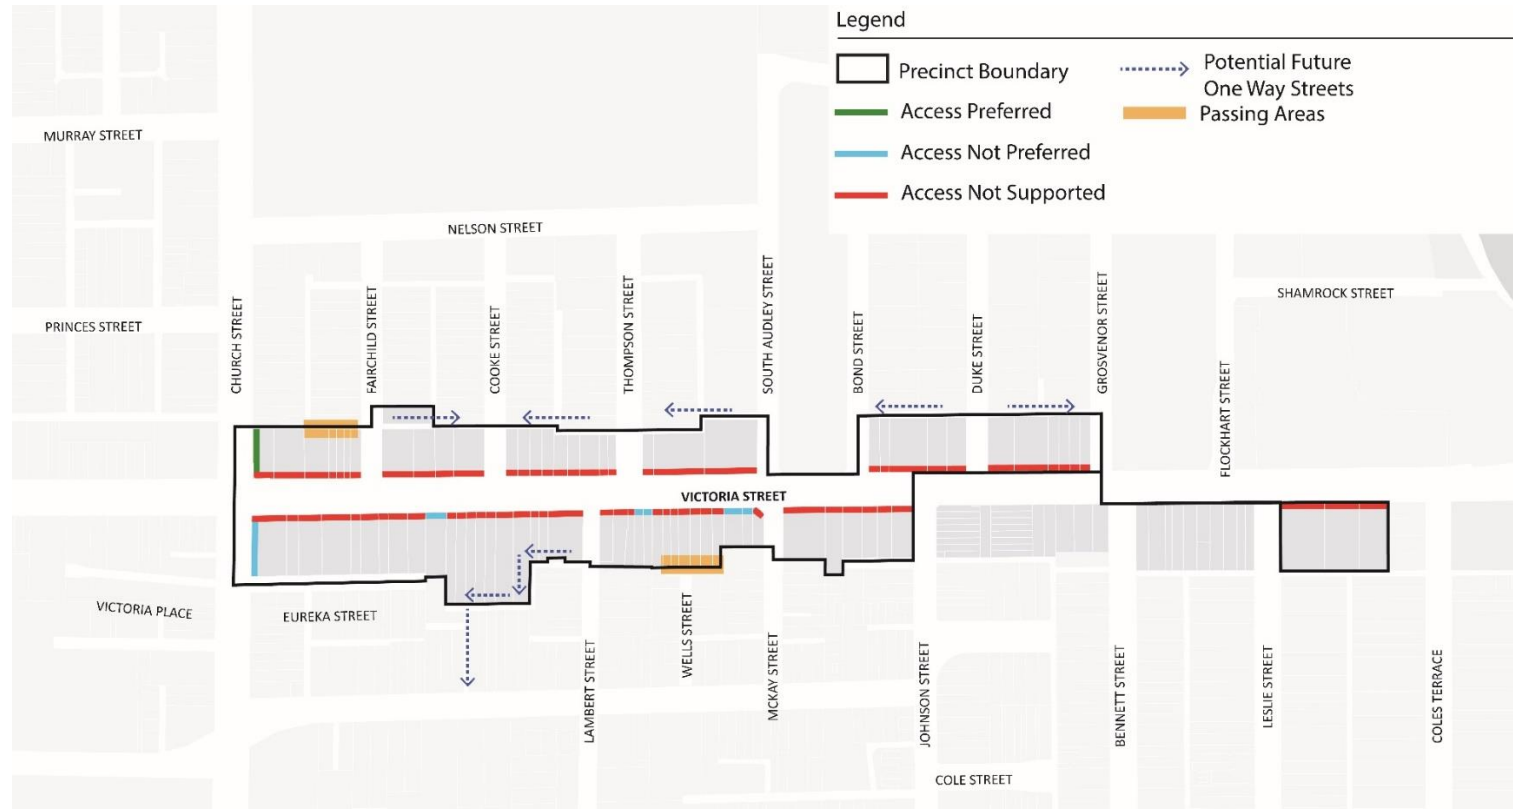 Legend
Precinct Boundary
Access Preferred
Access Not Preferred
Access Not Supported
Potential Future
One Way Streets
Passing Areas
MURRAY STREET
NELSON STREET
PRINCES STREET
CHURCH STREET
FAIRCHILD STREET
COOKE STREET
THOMPSON STREET
SOUTH AUDLEY STREET
BOND STREET
DUKE STREET
GROSVENOR STREET
SHAMROCK STREET
FLOCKHART STREET
VICTORIA STREET
VICTORIA PLACE
EUREKA STREET
LAMBERT STREET
WELLS STREET
MCKAY STREET
JOHNSON STREET
BENNETT STREET
LESLIE STREET
COLES TERRACE
COLE STREET